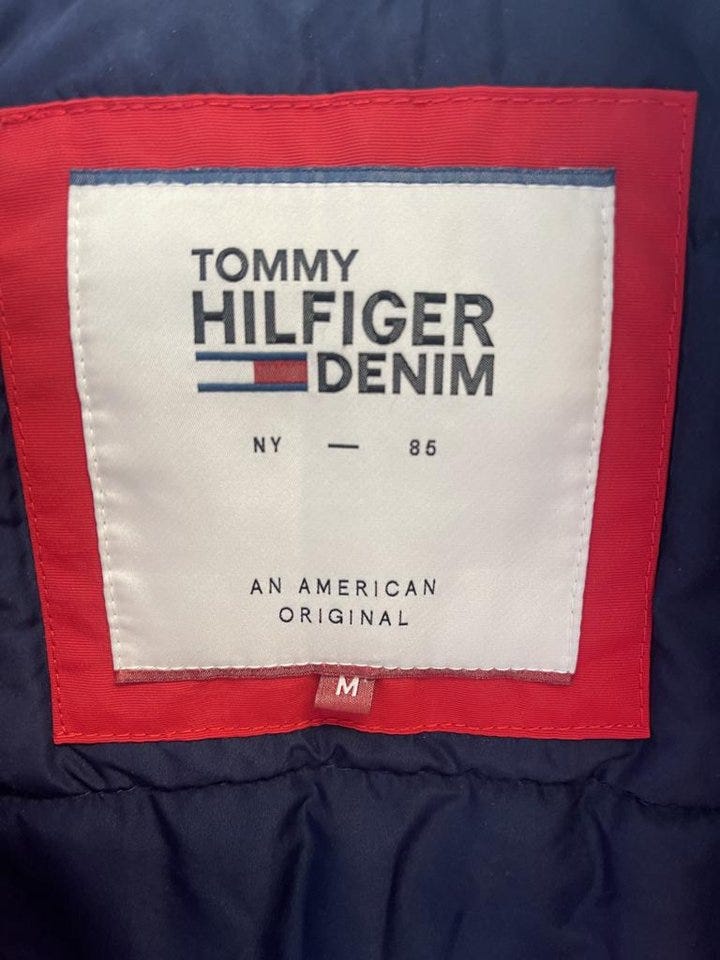 TOMMY
HILFIGER
DENIM
NY — 85
AN AMERICAN
ORIGINAL
M